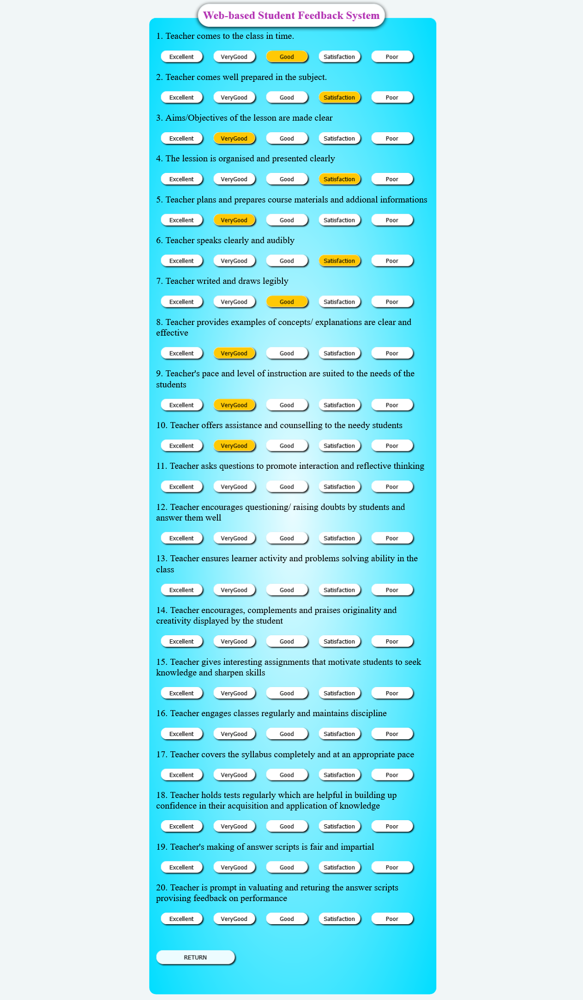 Web-based Student Feedback System
1. Teacher comes to the class in time.
Excellent VeryGood Good Satisfaction Poor
2. Teacher comes well prepared in the subject.
Excellent VeryGood Good Satisfaction Poor
3. Aims/Objectives of the lesson are made clear
Excellent VeryGood Good Satisfaction Poor
4. The lession is organised and presented clearly
Excellent VeryGood Good Satisfaction Poor
5. Teacher plans and prepares course materials and addional informations
Excellent VeryGood Good Satisfaction Poor
6. Teacher speaks clearly and audibly
Excellent VeryGood Good Satisfaction Poor
7. Teacher writed and draws legibly
Excellent VeryGood Good Satisfaction Poor
8. Teacher provides examples of concepts/ explanations are clear and
effective
Excellent VeryGood Good Satisfaction Poor
9. Teacher's pace and level of instruction are suited to the needs of the
students
Excellent VeryGood Good Satisfaction Poor
10. Teacher offers assistance and counselling to the needy students
Excellent VeryGood Good Satisfaction Poor
11. Teacher asks questions to promote interaction and reflective thinking
Excellent VeryGood Good Satisfaction Poor
12. Teacher encourages questioning/ raising doubts by students and
answer them well
Excellent VeryGood Good Satisfaction Poor
13. Teacher ensures learner activity and problems solving ability in the
class
Excellent VeryGood Good Satisfaction Poor
14. Teacher encourages, complements and praises originality and
creativity displayed by the student
Excellent VeryGood Good Satisfaction Poor
15. Teacher gives interesting assignments that motivate students to seek
knowledge and sharpen skills
Excellent VeryGood Good Satisfaction Poor
16. Teacher engages classes regularly and maintains discipline
Excellent VeryGood Good Satisfaction Poor
17. Teacher covers the syllabus completely and at an appropriate pace
Excellent VeryGood Good Satisfaction Poor
18. Teacher holds tests regularly which are helpful in building up
confidence in their acquisition and application of knowledge
Excellent VeryGood Good Satisfaction Poor
19. Teacher's making of answer scripts is fair and impartial
Excellent VeryGood Good Satisfaction Poor
20. Teacher is prompt in valuating and returing the answer scripts
provising feedback on performance
Excellent VeryGood Good Satisfaction Poor
RETURN